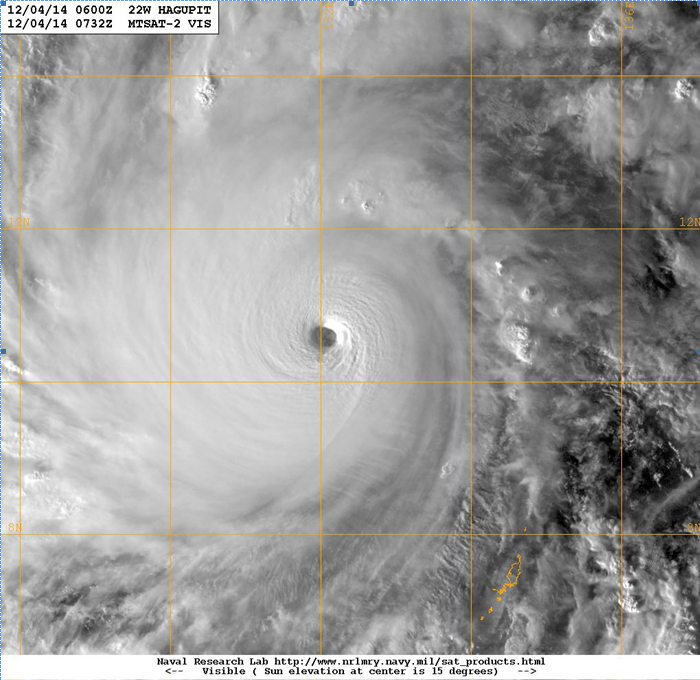 12/04/14 0600Z 22W HAGUPIT
12/04/14 0732Z MTSAT-2 VIS
12N 12N
8N 8N
Naval Research Lab http://www.nrlmry.navy.mil/sat_products.html
<-- Visible ( Sun elevation at center is 15 degrees) -->